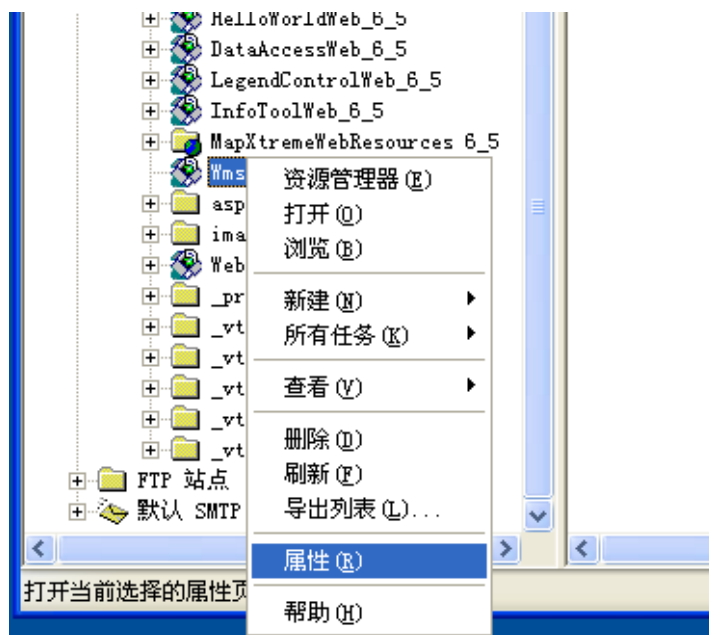 HelloWorldWeb_6_5
DataAccessWeb_6_5
LegendControlWeb_6_5
InfoToolWeb_6_5
MapXtremeWebResources 6_5
Wms
asp
ima
Web
_pr
_vt
_vt
_vt
_vt
_vt
FTP 站点
默认 SMTP
资源管理器(E)
打开(O)
浏览(B)
新建(N)
所有任务(K)
查看(V)
删除(D)
刷新(F)
导出列表(L)...
属性(R)
帮助(H)
打开当前选择的属性页